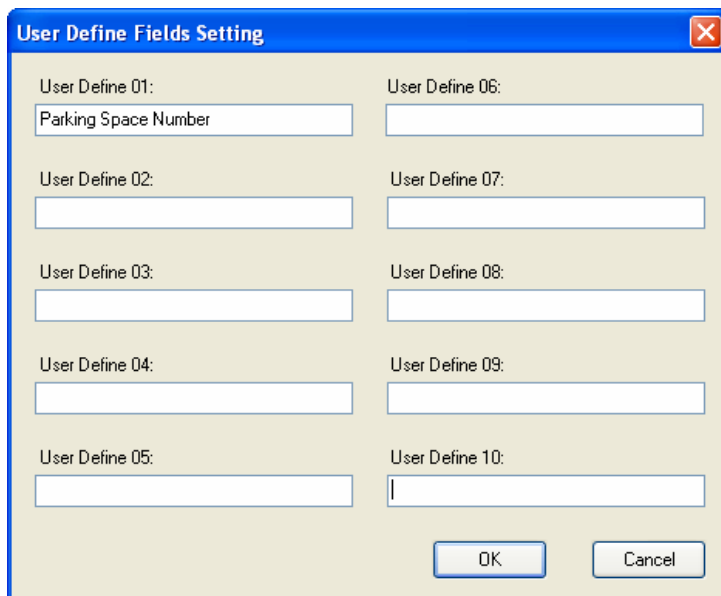 User Define Fields Setting
User Define 01:
Parking Space Number
User Define 06:
User Define 02:
User Define 07:
User Define 03:
User Define 08:
User Define 04:
User Define 09:
User Define 05:
User Define 10:
OK
Cancel